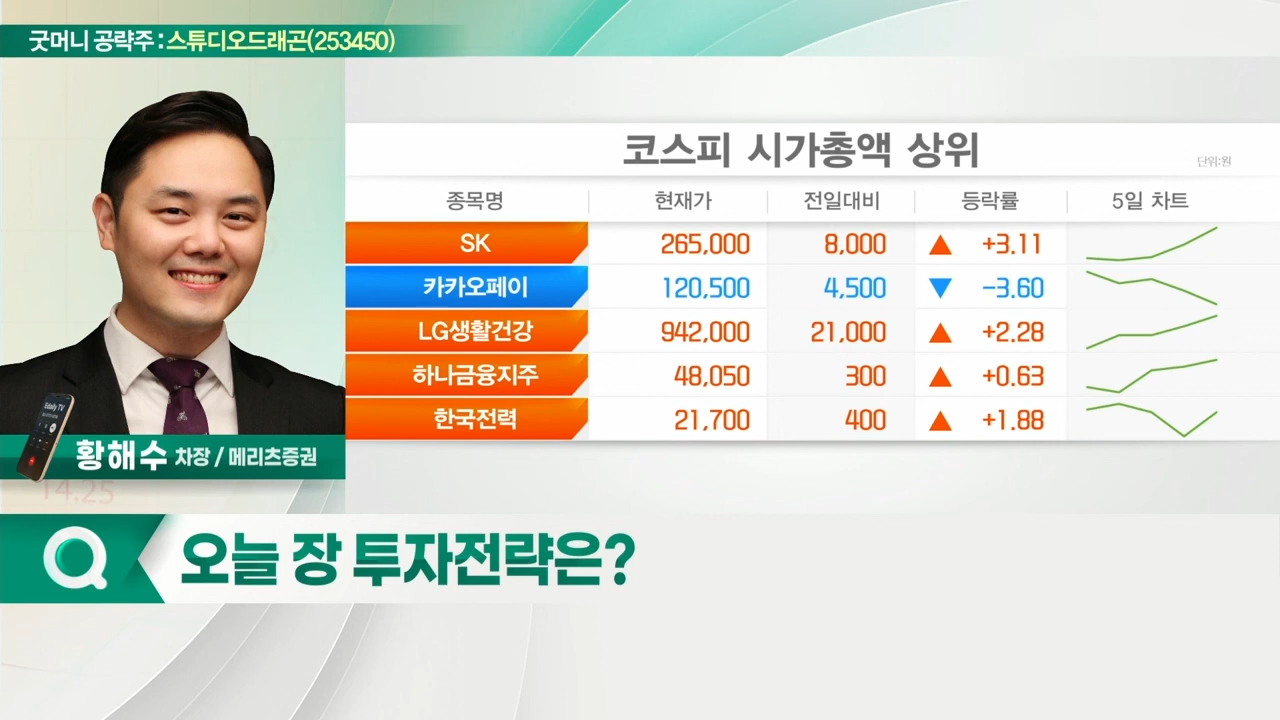 굿머니 공략주 : 스튜디오드래곤(253450)
코스피 시가총액 상위
단위:원
종목명 현재가 전일대비 등락률 5일 차트
SK 265,000 8,000 ▲ +3.11
카카오페이 120,500 4,500 ▼ -3.60
LG생활건강 942,000 21,000 ▲ +2.28
하나금융지주 48,050 300 ▲ +0.63
한국전력 21,700 400 ▲ +1.88
Edaily TV
황해수 차장 / 메리츠증권
14.25
Q 오늘 장 투자전략은?